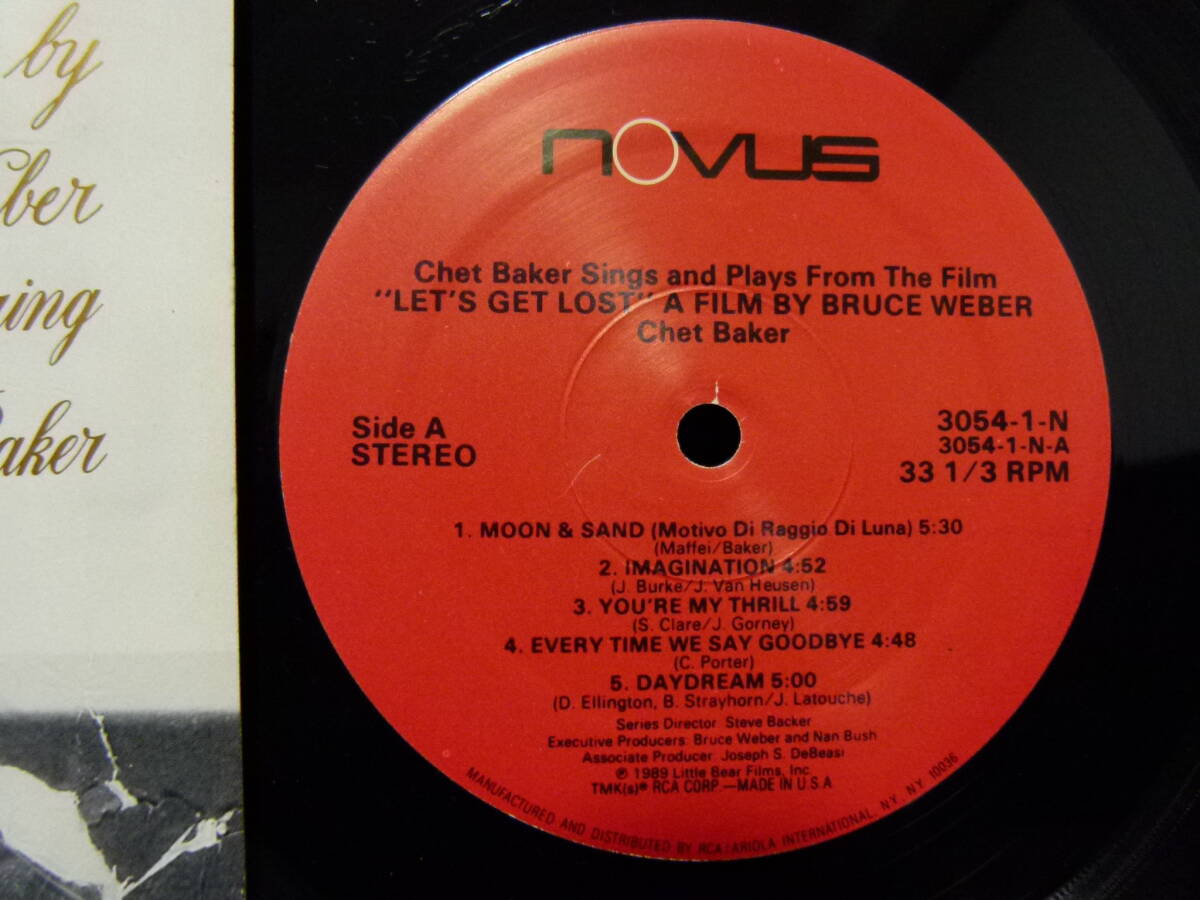 by
novus
Chet Baker Sings and Plays From The Film
"LET'S GET LOST" A FILM BY BRUCE WEBER
Chet Baker
Side A
STEREO
3054-1-N
3054-1-N-A
33 1/3 RPM
1. MOON & SAND (Motivo Di Raggio Di Luna) 5:30
(Maffei/Baker)
2. IMAGINATION 4:52
(J. Burke/J. Van Heusen)
3. YOU'RE MY THRILL 4:59
(S. Clare/J. Gorney)
4. EVERY TIME WE SAY GOODBYE 4:48
(C. Porter)
5. DAYDREAM 5:00
(D. Ellington, B. Strayhorn/J. Latouche)
Series Director: Steve Backer
Executive Producers: Bruce Weber and Nan Bush
Associate Producer: Joseph S. DeBeasi
℗ 1989 Little Bear Films, Inc.
TMK(s)® RCA CORP.—MADE IN U.S.A
MANUFACTURED AND DISTRIBUTED BY RCA/ARIOLA INTERNATIONAL, NY, N.Y. 10036